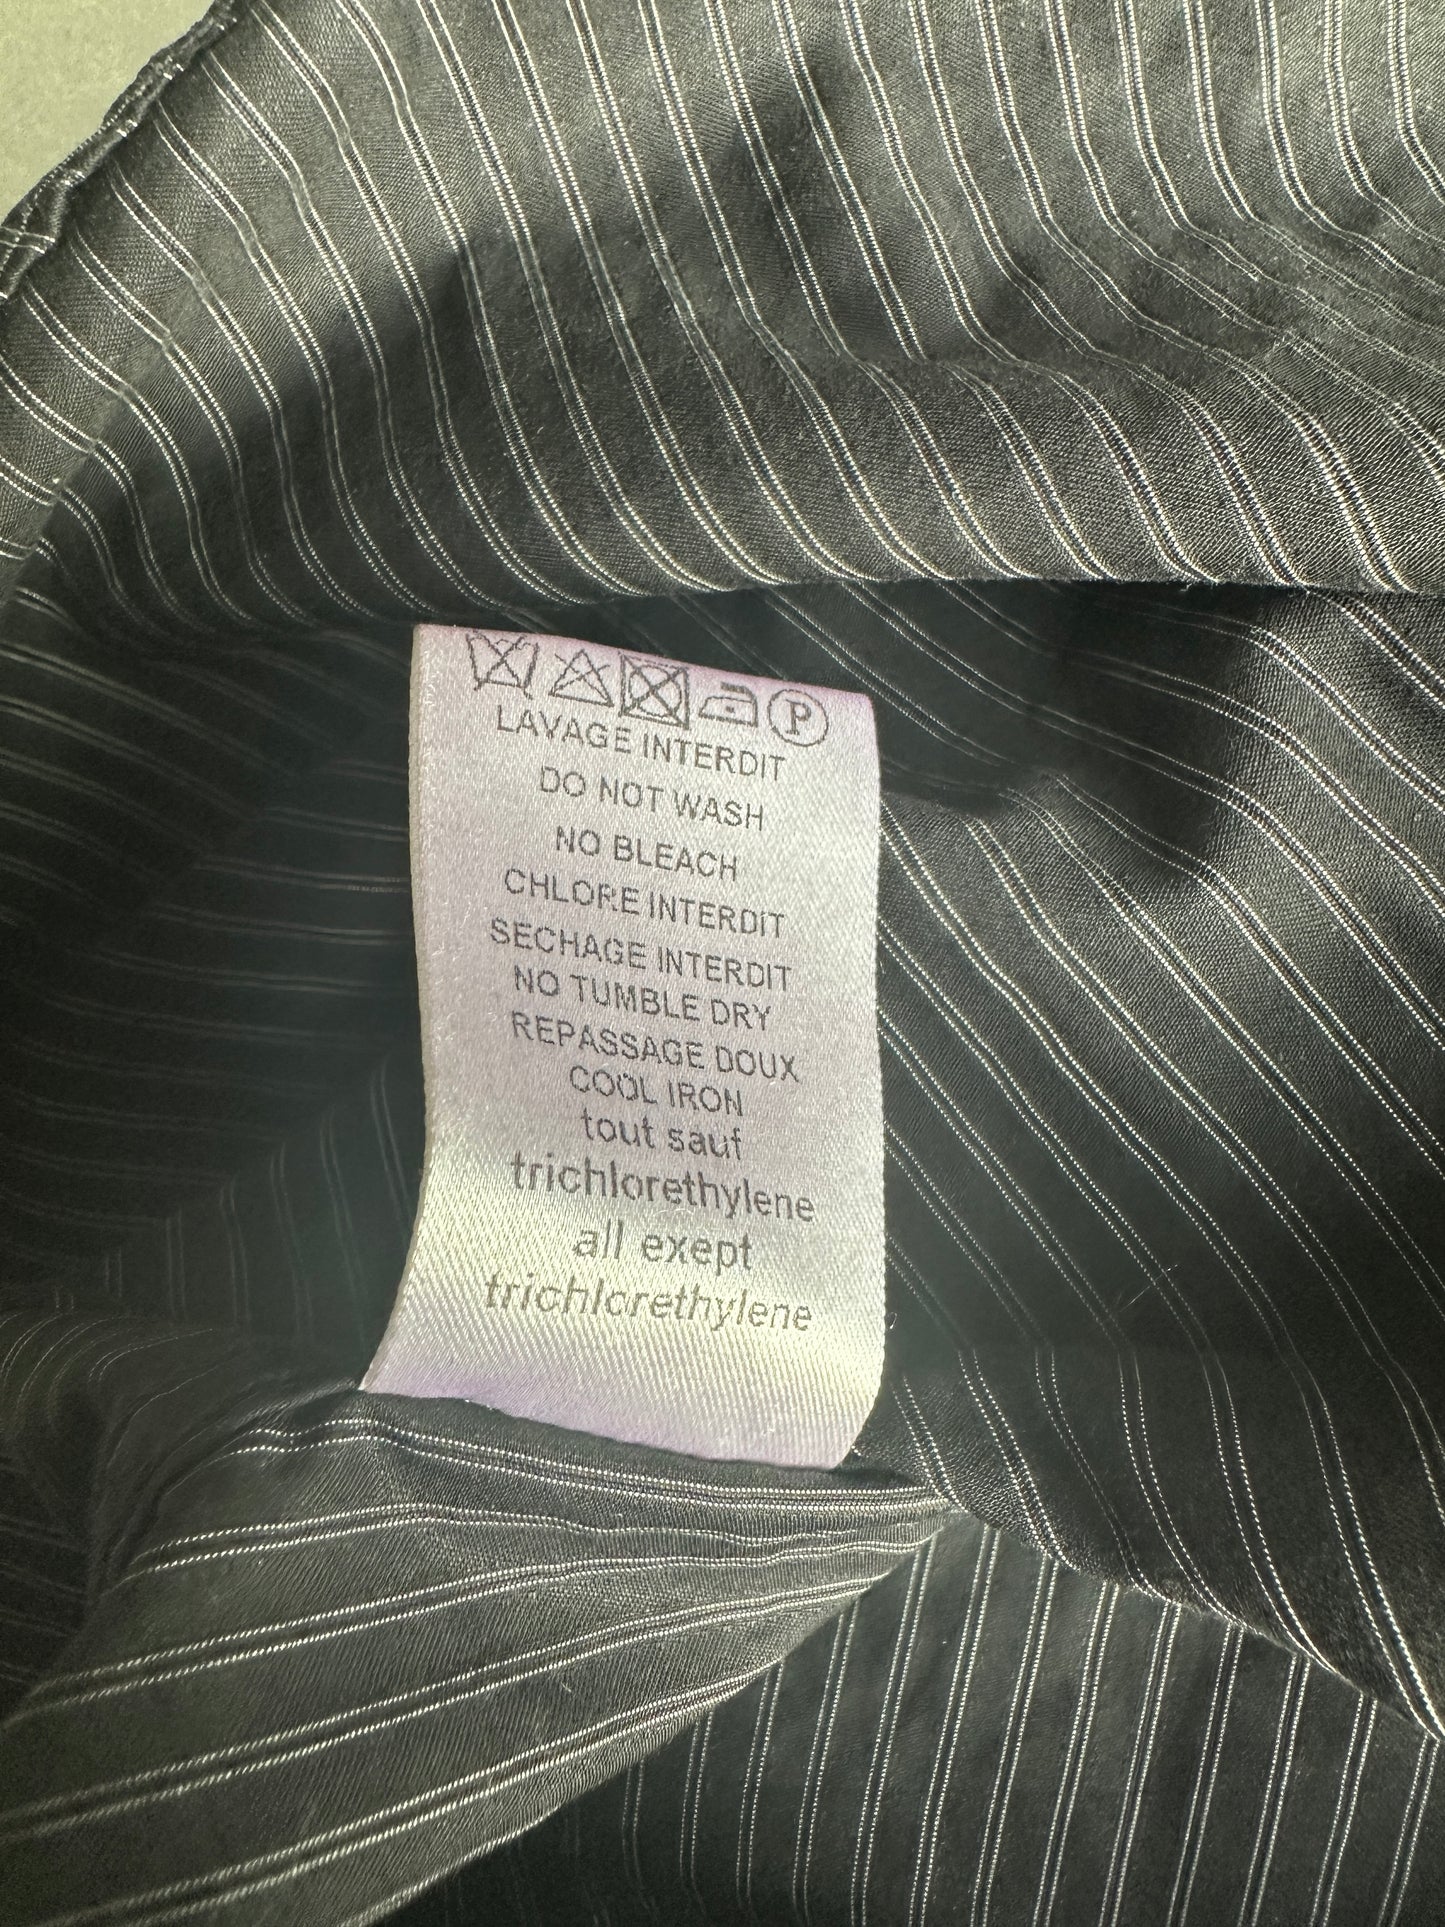 P
LAVAGE INTERDIT
DO NOT WASH
NO BLEACH
CHLORE INTERDIT
SECHAGE INTERDIT
NO TUMBLE DRY
REPASSAGE DOUX
COOL IRON
tout sauf
trichlorethylene
all exept
trichlorethylene